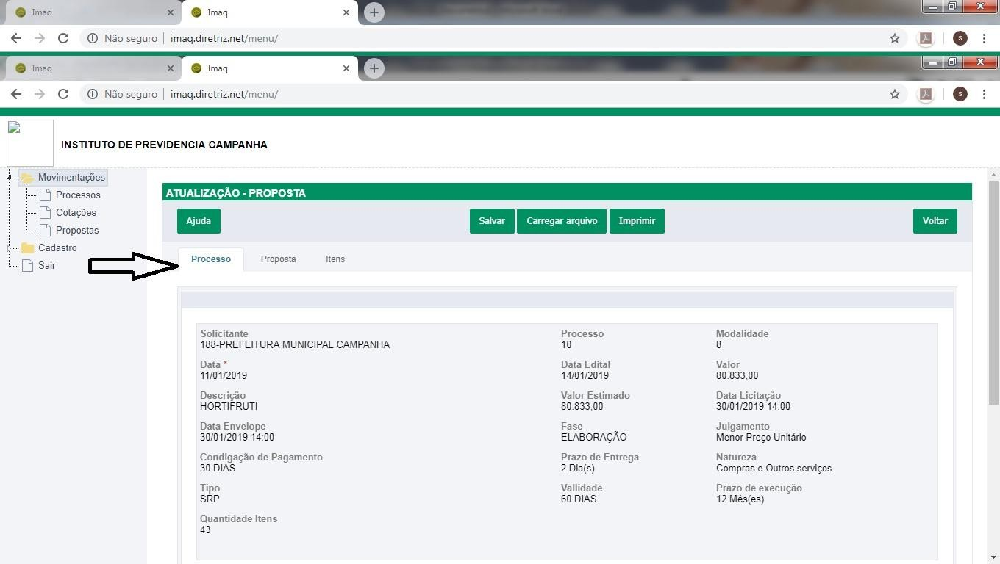 Imaq
Imaq
Não seguro imaq.diretriz.net/menu/
S
Imaq
Imaq
Não seguro imaq.diretriz.net/menu/
S
INSTITUTO DE PREVIDENCIA CAMPANHA
Movimentações
Processos
Cotações
Propostas
Cadastro
Sair
ATUALIZAÇÃO - PROPOSTA
Ajuda Salvar Carregar arquivo Imprimir Voltar
Processo Proposta Itens
Solicitante Processo Modalidade
188-PREFEITURA MUNICIPAL CAMPANHA 10 8
Data * Data Edital Valor
11/01/2019 14/01/2019 80.833,00
Descrição Valor Estimado Data Licitação
HORTIFRUTI 80.833,00 30/01/2019 14:00
Data Envelope Fase Julgamento
30/01/2019 14:00 ELABORAÇÃO Menor Preço Unitário
Condigação de Pagamento Prazo de Entrega Natureza
30 DIAS 2 Dia(s) Compras e Outros serviços
Tipo Vallidade Prazo de execução
SRP 60 DIAS 12 Mês(es)
Quantidade Itens
43